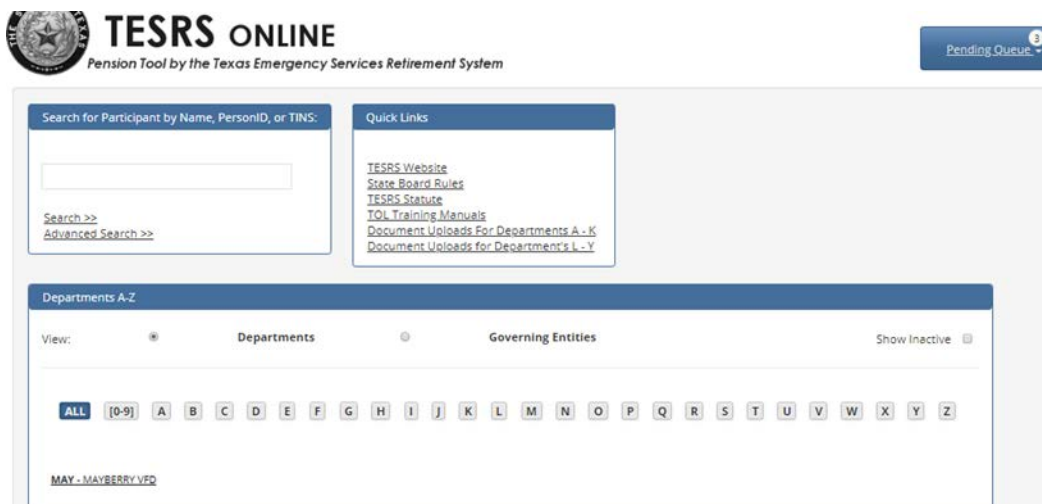 TESRS ONLINE
Pension Tool by the Texas Emergency Services Retirement System
3
Pending Queue
Search for Participant by Name, PersonID, or TINS:
Search >>
Advanced Search >>
Quick Links
TESRS Website
State Board Rules
TESRS Statute
TOL Training Manuals
Document Uploads For Departments A - K
Document Uploads for Department's L - Y
Departments A-Z
View: Departments Governing Entities Show Inactive
ALL [0-9] A B C D E F G H I J K L M N O P Q R S T U V W X Y Z
MAY - MAYBERRY VFD